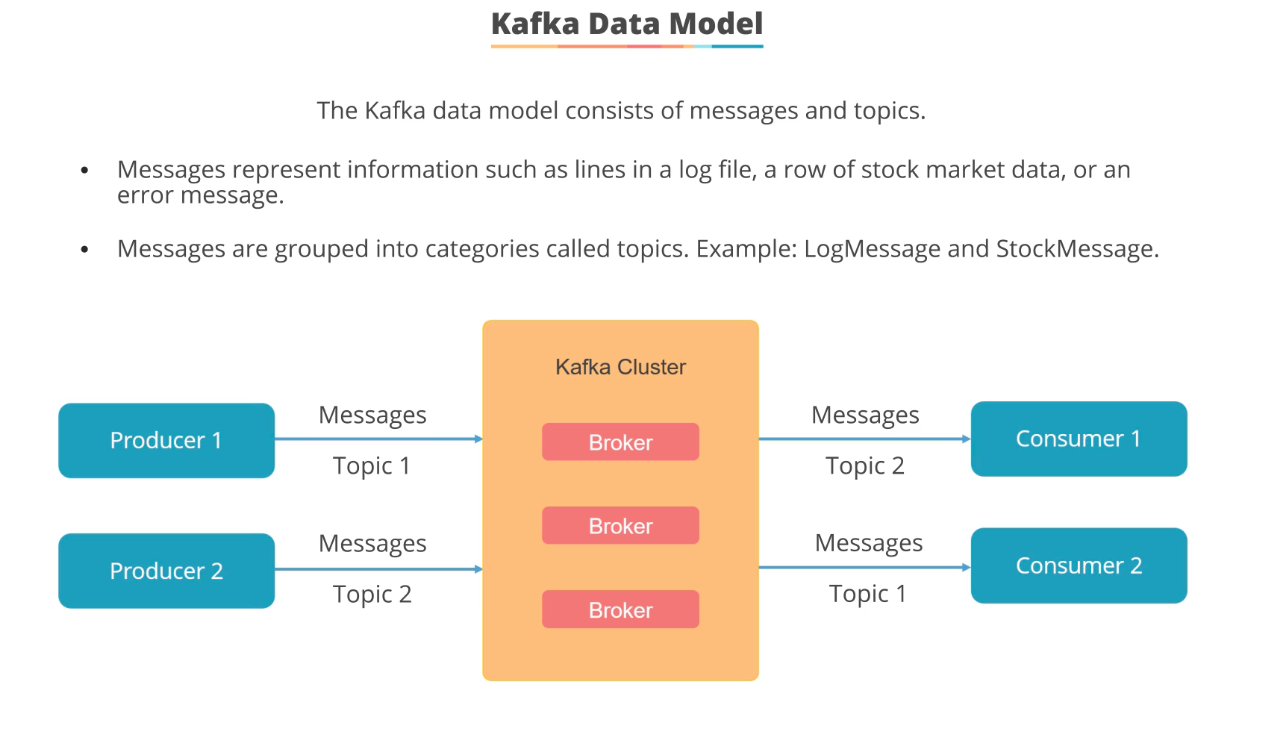 Kafka Data Model
The Kafka data model consists of messages and topics.
• Messages represent information such as lines in a log file, a row of stock market data, or an
error message.
• Messages are grouped into categories called topics. Example: LogMessage and StockMessage.
Kafka Cluster
Producer 1
Messages
Topic 1
Broker
Messages
Topic 2
Consumer 1
Broker
Producer 2
Messages
Topic 2
Messages
Topic 1
Consumer 2
Broker